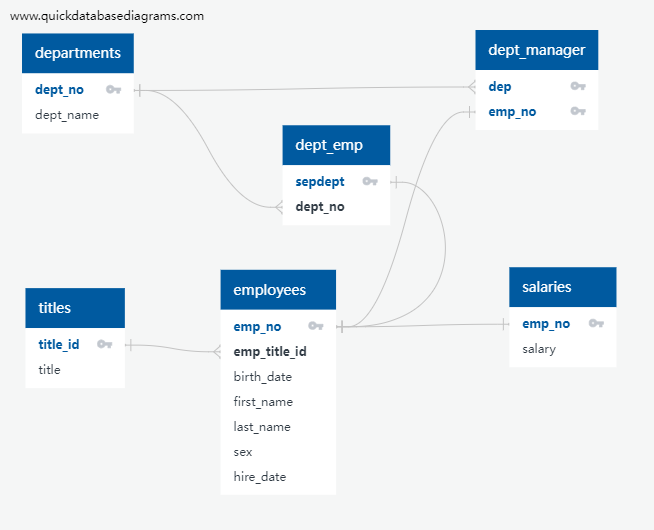 www.quickdatabasediagrams.com
departments
dept_no
dept_name
dept_manager
dep
emp_no
dept_emp
sepdept
dept_no
titles
title_id
title
employees
emp_no
emp_title_id
birth_date
first_name
last_name
sex
hire_date
salaries
emp_no
salary